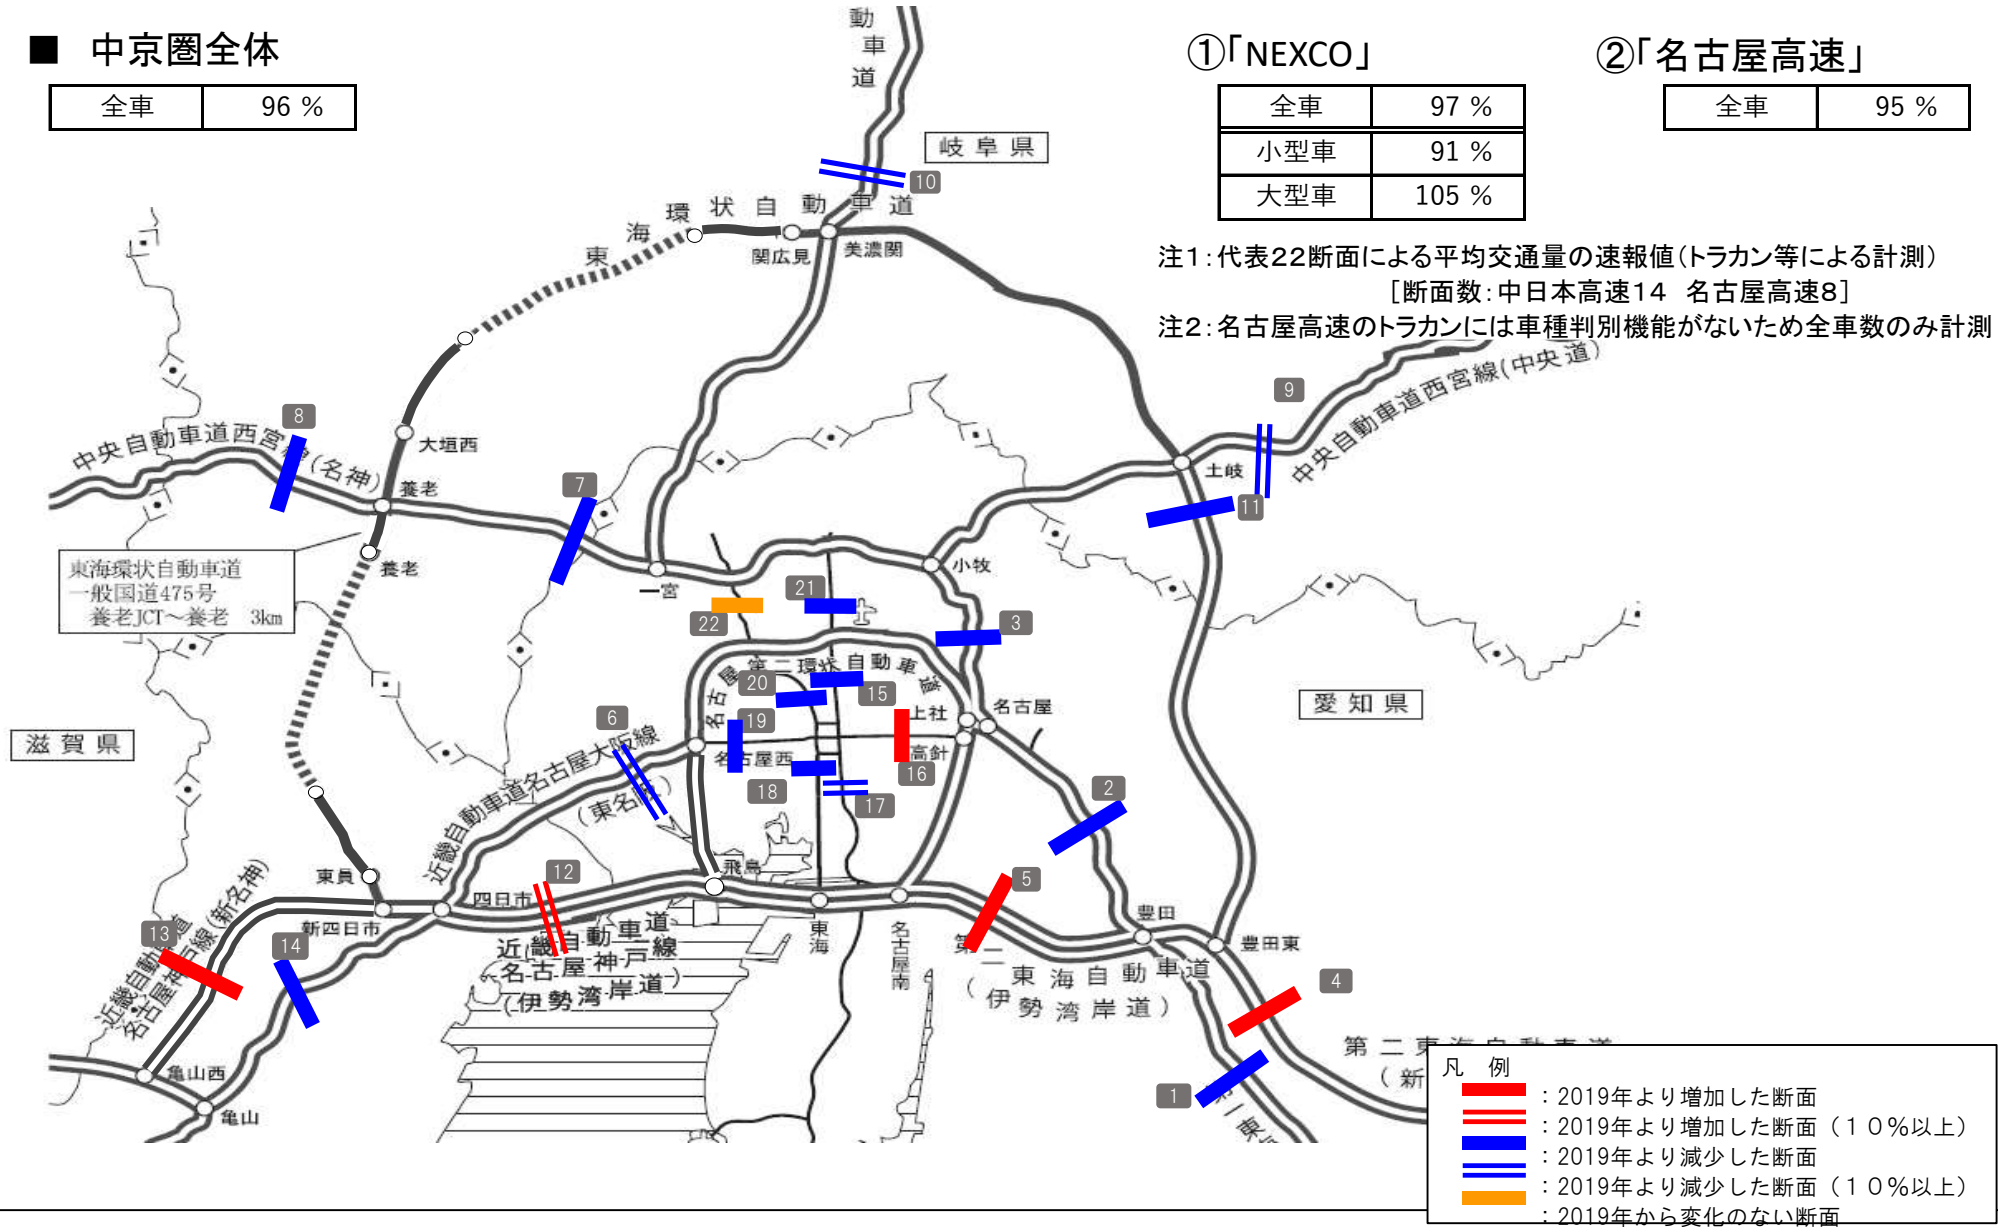 ■ 中京圏全体
全車 96 %
①「NEXCO」
全車 97 %
小型車 91 %
大型車 105 %
②「名古屋高速」
全車 95 %
注1：代表22断面による平均交通量の速報値（トラカン等による計測）
［断面数：中日本高速14 名古屋高速8］
注2：名古屋高速のトラカンには車種判別機能がないため全車数のみ計測
動車道
岐阜県
10
東海環状自動車道
関広見
美濃関
9
中央自動車道西宮線(中央道)
8
中央自動車道西宮線(名神)
大垣西
養老
7
土岐
11
養老
東海環状自動車道
一般国道475号
養老JCT～養老 3km
一宮
小牧
21
22
3
名古屋第二環状自動車道
20
15
19
上社
名古屋
愛知県
滋賀県
6
近畿自動車道名古屋大阪線
(東名阪)
名古屋西
高針
16
18
17
2
飛島
東員
12
5
四日市
新四日市
東海
名古屋南
豊田
豊田東
近畿自動車道
名古屋神戸線
(伊勢湾岸道)
第二東海自動車道
(伊勢湾岸道)
13
14
近畿自動車道
名古屋神戸線(新名神)
4
1
亀山西
亀山
第二東海自動車道
(新
第一東
凡 例
：2019年より増加した断面
：2019年より増加した断面（１０％以上）
：2019年より減少した断面
：2019年より減少した断面（１０％以上）
：2019年から変化のない断面